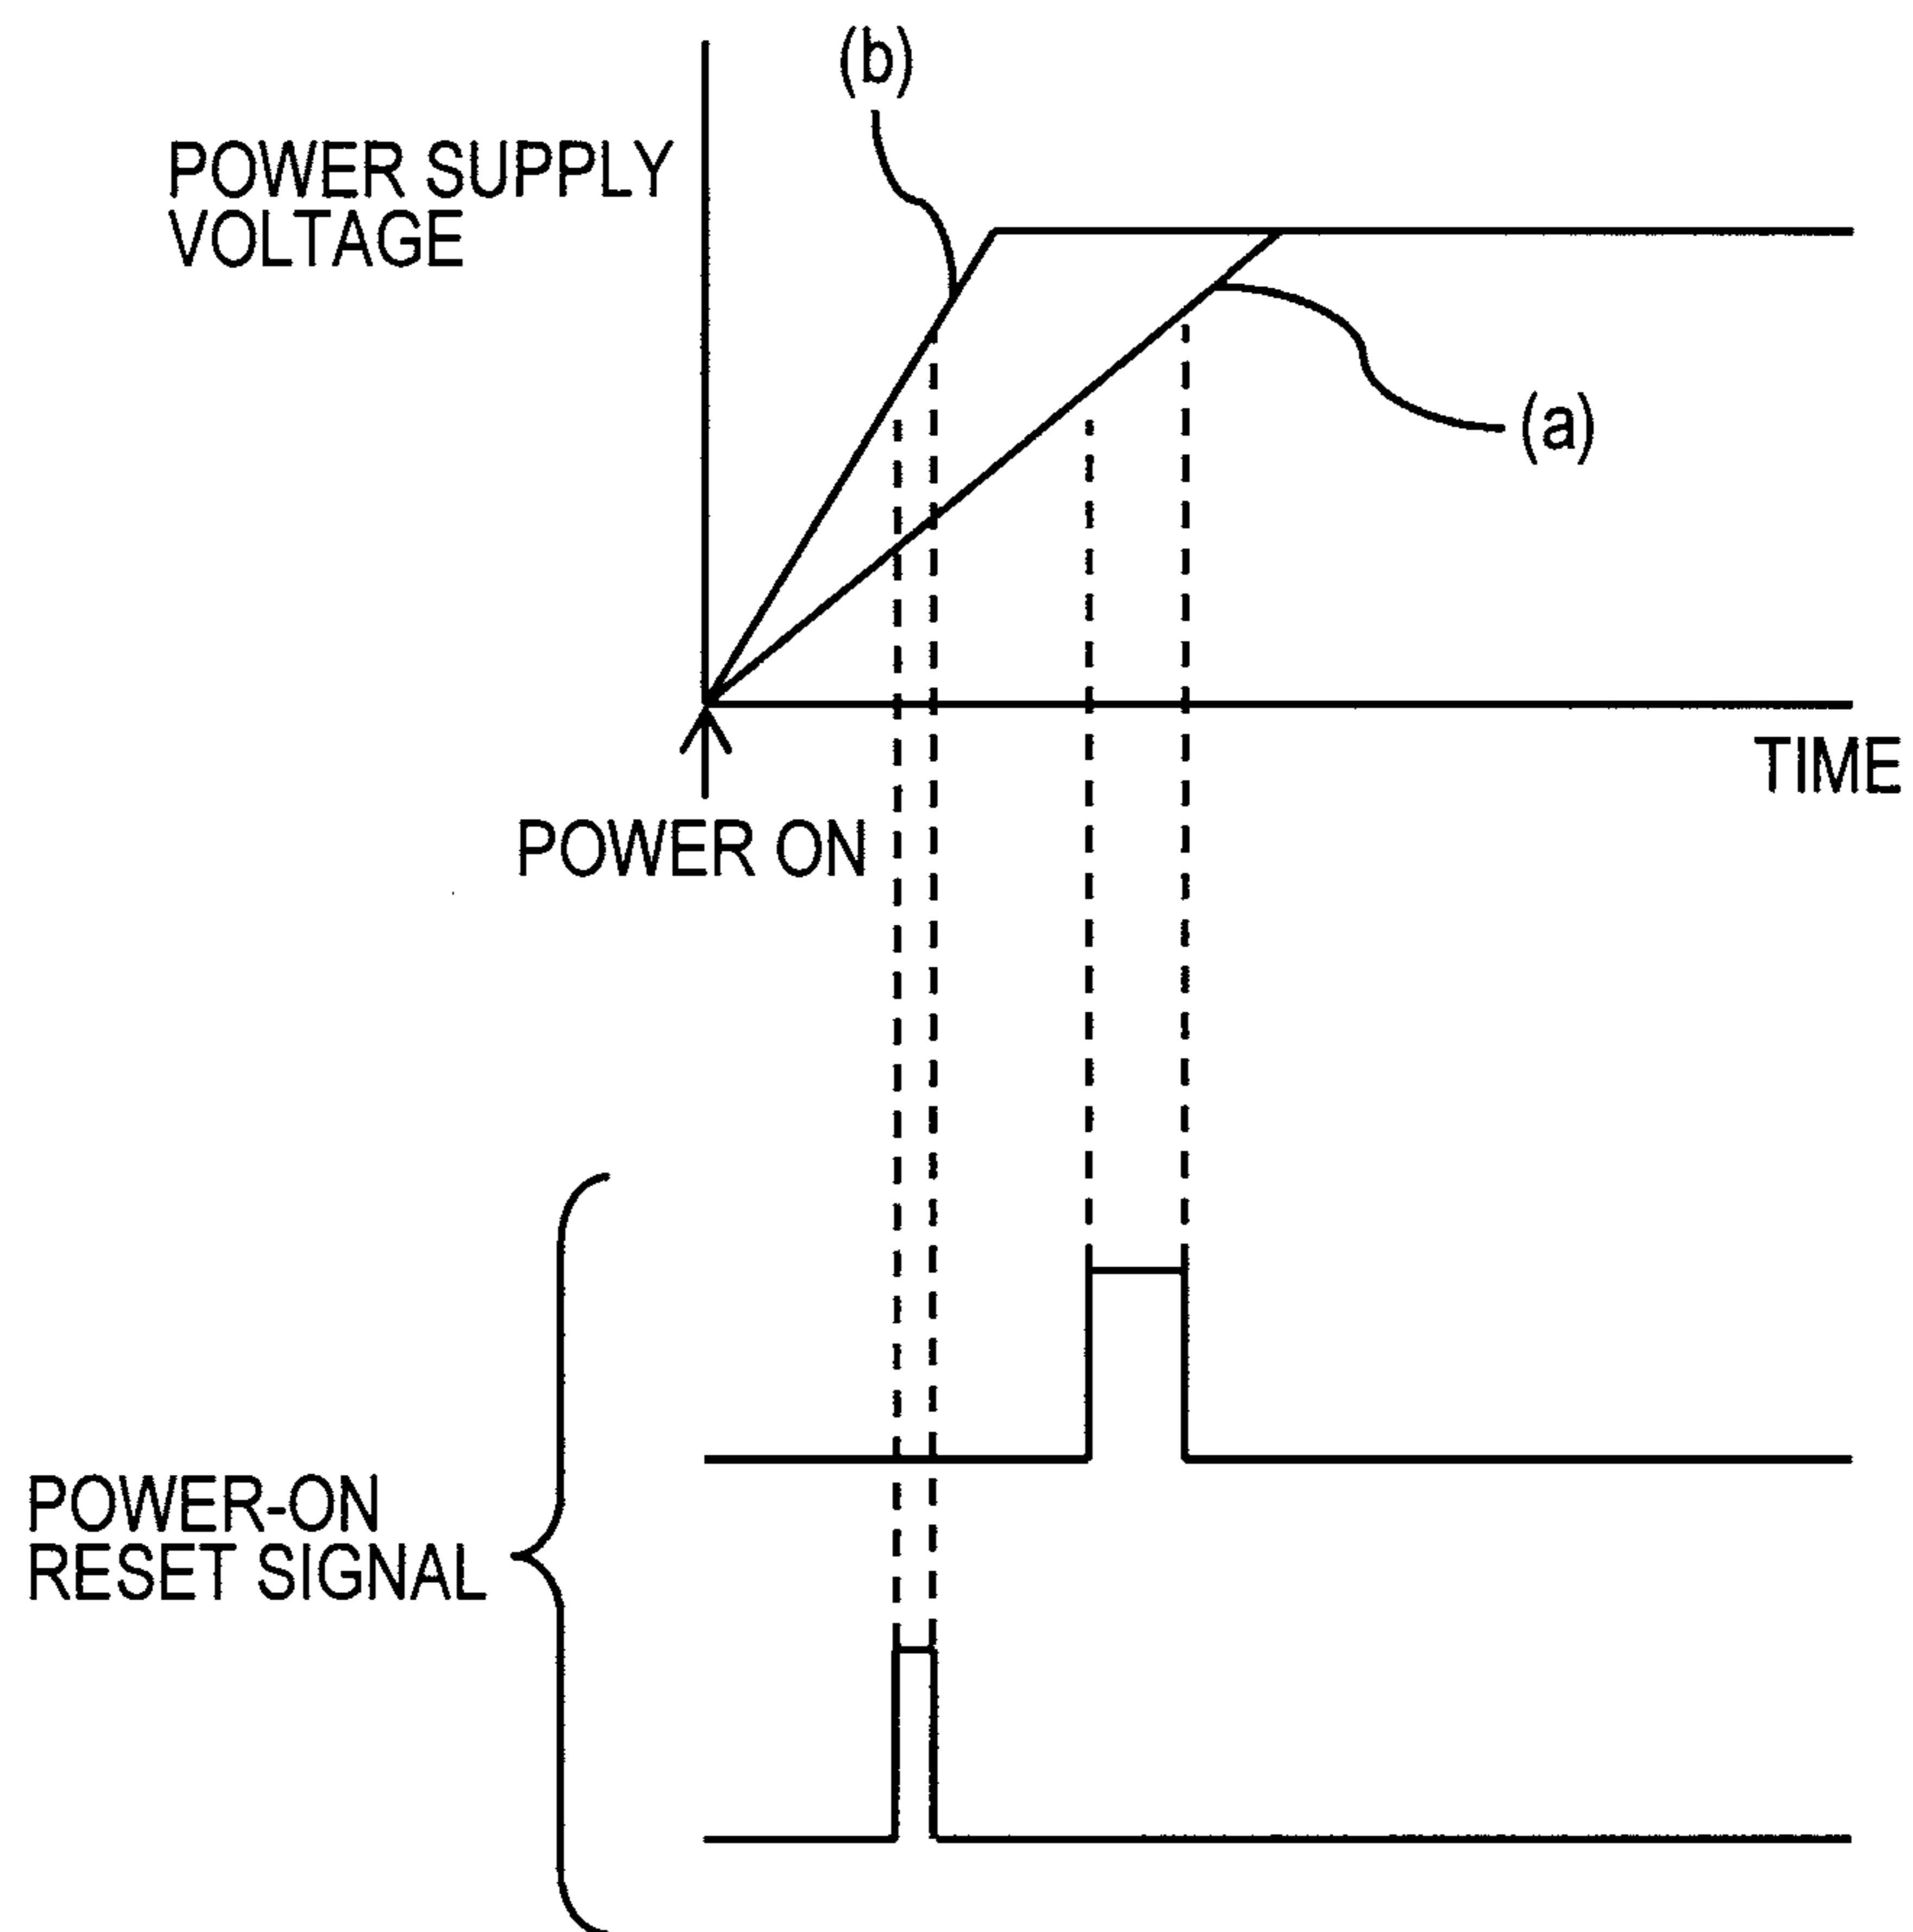 (b)
POWER SUPPLY
VOLTAGE
(a)
TIME
POWER ON
POWER-ON
RESET SIGNAL